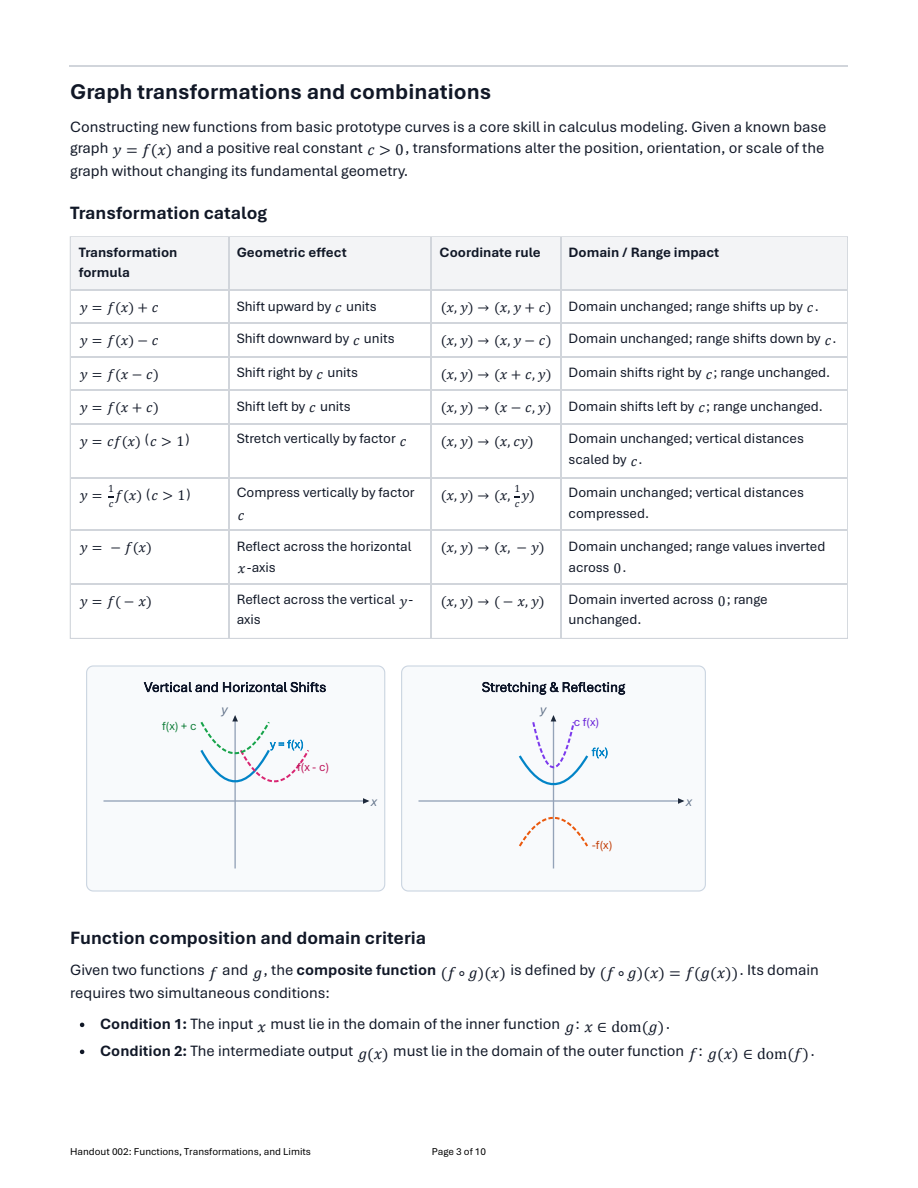 Graph transformations and combinations
Constructing new functions from basic prototype curves is a core skill in calculus modeling. Given a known base
graph y = f(x) and a positive real constant c > 0, transformations alter the position, orientation, or scale of the
graph without changing its fundamental geometry.
Transformation catalog
Transformation formula | Geometric effect | Coordinate rule | Domain / Range impact
y = f(x) + c | Shift upward by c units | (x, y) → (x, y + c) | Domain unchanged; range shifts up by c.
y = f(x) − c | Shift downward by c units | (x, y) → (x, y − c) | Domain unchanged; range shifts down by c.
y = f(x − c) | Shift right by c units | (x, y) → (x + c, y) | Domain shifts right by c; range unchanged.
y = f(x + c) | Shift left by c units | (x, y) → (x − c, y) | Domain shifts left by c; range unchanged.
y = cf(x) (c > 1) | Stretch vertically by factor c | (x, y) → (x, cy) | Domain unchanged; vertical distances scaled by c.
y = 1/c f(x) (c > 1) | Compress vertically by factor c | (x, y) → (x, 1/c y) | Domain unchanged; vertical distances compressed.
y = − f(x) | Reflect across the horizontal x-axis | (x, y) → (x, − y) | Domain unchanged; range values inverted across 0.
y = f( − x) | Reflect across the vertical y-axis | (x, y) → ( − x, y) | Domain inverted across 0; range unchanged.
Vertical and Horizontal Shifts
y
f(x) + c
y = f(x)
f(x - c)
x
Stretching & Reflecting
y
c f(x)
f(x)
x
-f(x)
Function composition and domain criteria
Given two functions f and g, the composite function (f ∘ g)(x) is defined by (f ∘ g)(x) = f(g(x)). Its domain
requires two simultaneous conditions:
• Condition 1: The input x must lie in the domain of the inner function g: x ∈ dom(g).
• Condition 2: The intermediate output g(x) must lie in the domain of the outer function f: g(x) ∈ dom(f).
Handout 002: Functions, Transformations, and Limits
Page 3 of 10